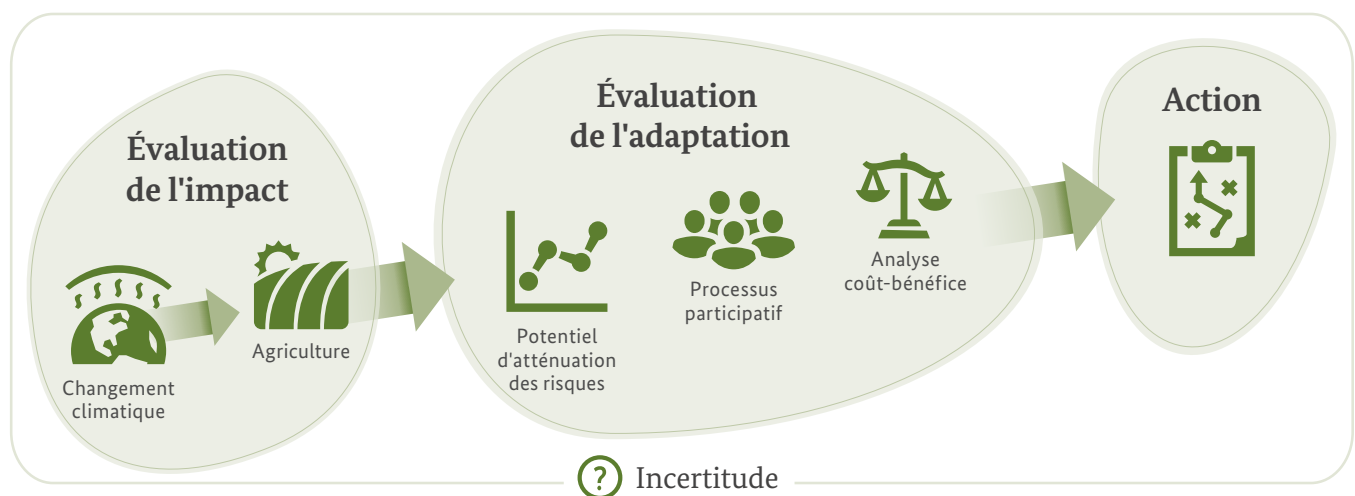 Évaluation
de l'impact
Changement
climatique
Agriculture
Évaluation
de l'adaptation
Potentiel
d'atténuation
des risques
Processus
participatif
Analyse
coût-bénéfice
Action
? Incertitude